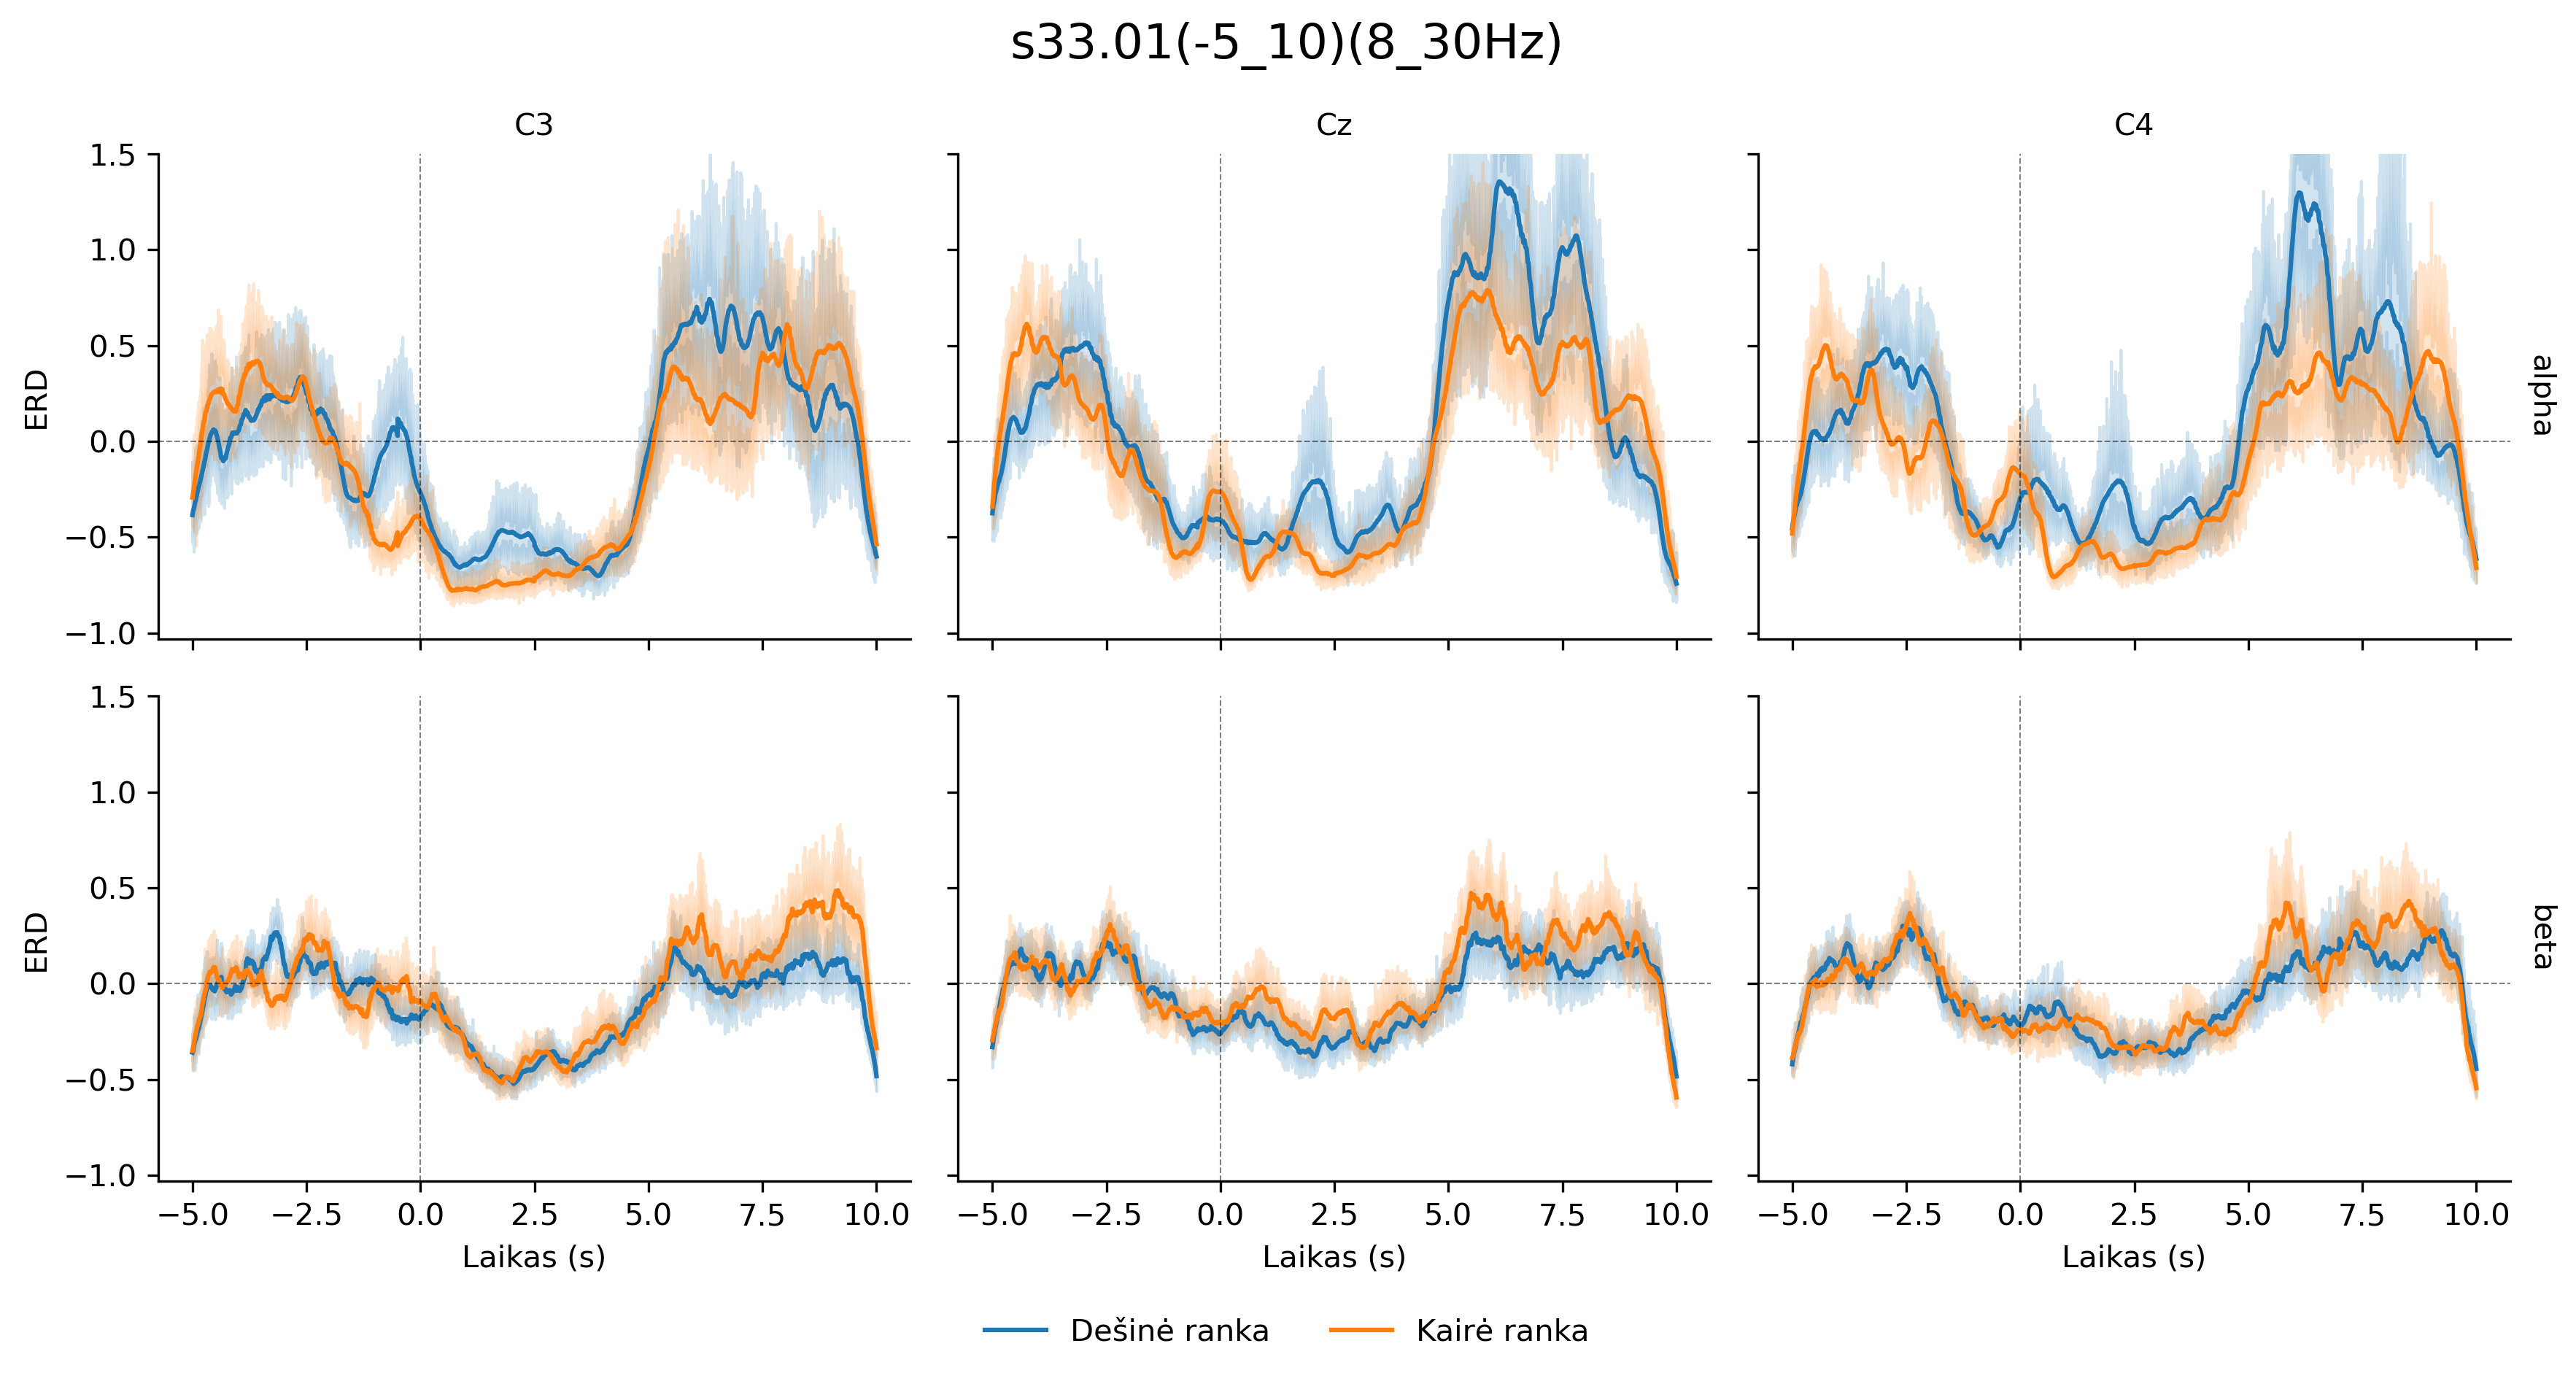 s33.01(-5_10)(8_30Hz)
C3 Cz C4
1.5
1.0
0.5
0.0
−0.5
−1.0
ERD
alpha
1.5
1.0
0.5
0.0
−0.5
−1.0
ERD
beta
−5.0 −2.5 0.0 2.5 5.0 7.5 10.0 −5.0 −2.5 0.0 2.5 5.0 7.5 10.0 −5.0 −2.5 0.0 2.5 5.0 7.5 10.0
Laikas (s) Laikas (s) Laikas (s)
Dešinė ranka Kairė ranka